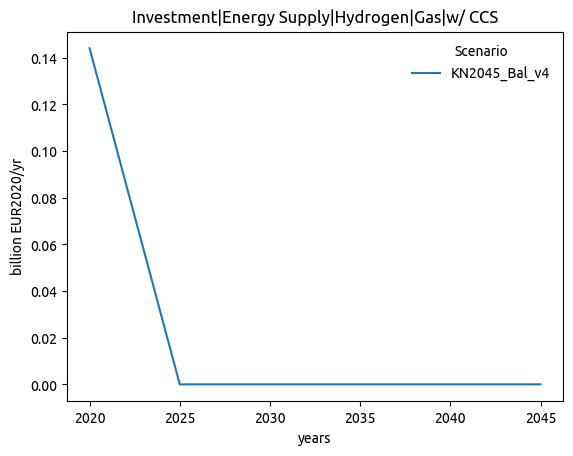 Investment|Energy Supply|Hydrogen|Gas|w/ CCS
Scenario
KN2045_Bal_v4
billion EUR2020/yr
0.14
0.12
0.10
0.08
0.06
0.04
0.02
0.00
2020 2025 2030 2035 2040 2045
years